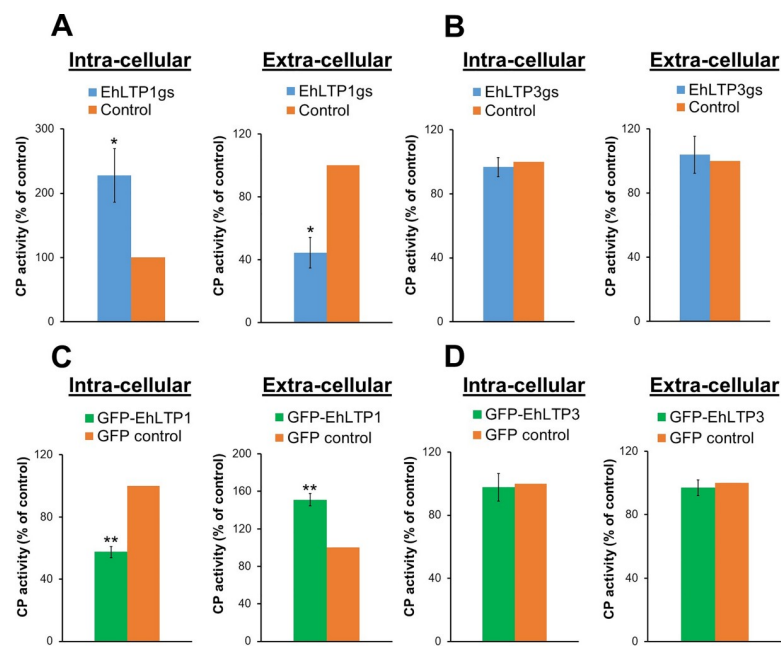 A
Intra-cellular
EhLTP1gs
Control
CP activity (% of control)
300
200
100
0
*
Extra-cellular
EhLTP1gs
Control
CP activity (% of control)
120
80
40
0
*
B
Intra-cellular
EhLTP3gs
Control
CP activity (% of control)
120
80
40
0
Extra-cellular
EhLTP3gs
Control
CP activity (% of control)
120
80
40
0
C
Intra-cellular
GFP-EhLTP1
GFP control
CP activity (% of control)
120
80
40
0
**
Extra-cellular
GFP-EhLTP1
GFP control
CP activity (% of control)
200
150
100
50
0
**
D
Intra-cellular
GFP-EhLTP3
GFP control
CP activity (% of control)
120
80
40
0
Extra-cellular
GFP-EhLTP3
GFP control
CP activity (% of control)
120
80
40
0